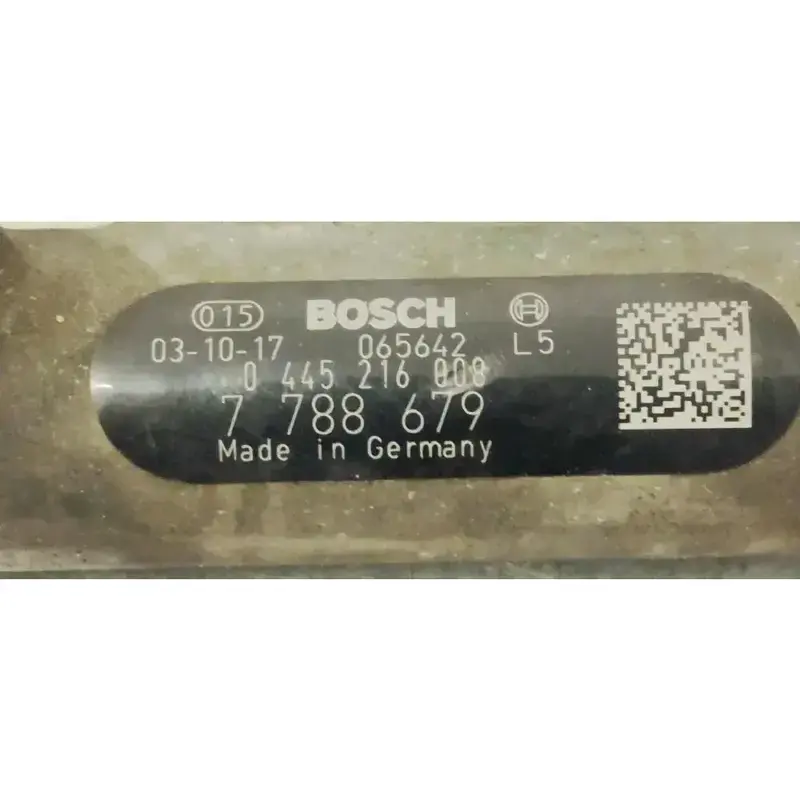 015 BOSCH
03-10-17 065642 L5
0 445 216 008
7 788 679
Made in Germany